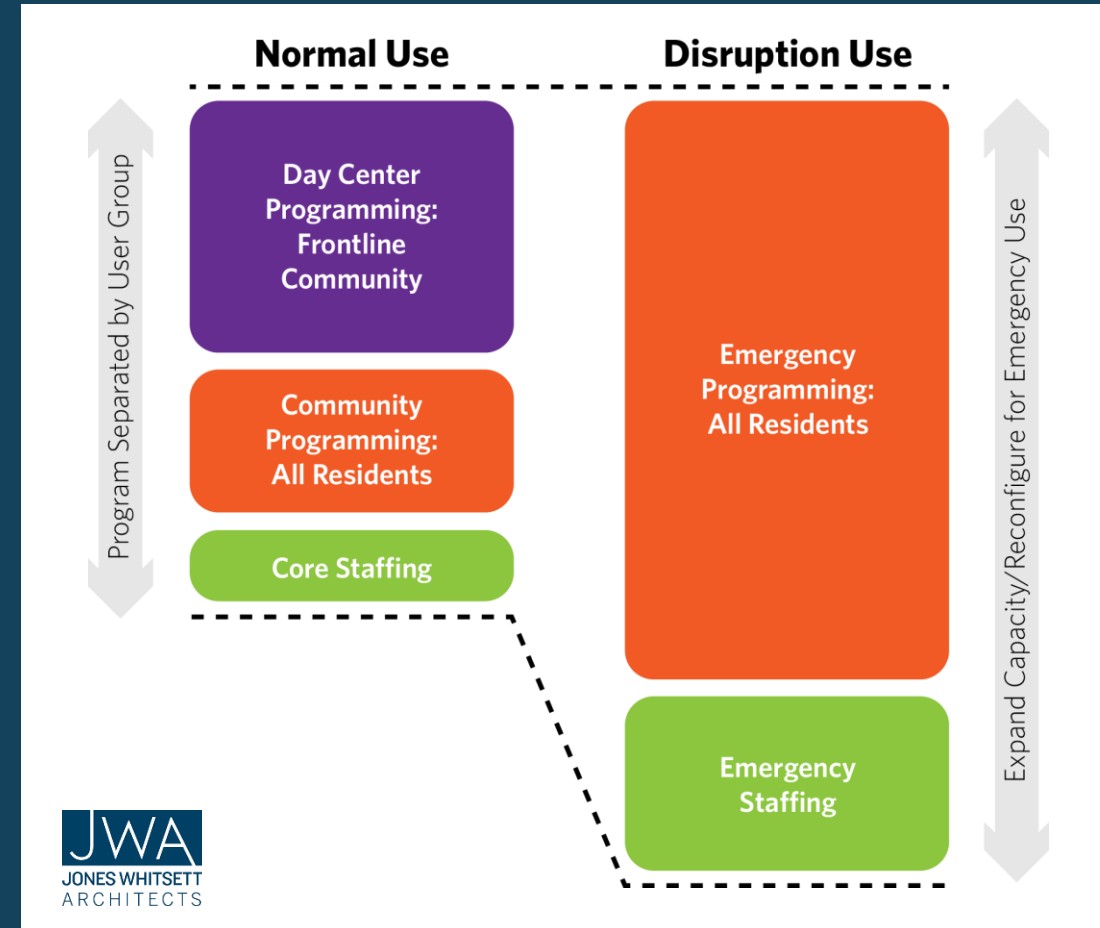 Normal Use
Disruption Use
Program Separated by User Group
Day Center
Programming:
Frontline
Community
Community
Programming:
All Residents
Core Staffing
Emergency
Programming:
All Residents
Emergency
Staffing
Expand Capacity/Reconfigure for Emergency Use
JWA
JONES WHITSETT
ARCHITECTS